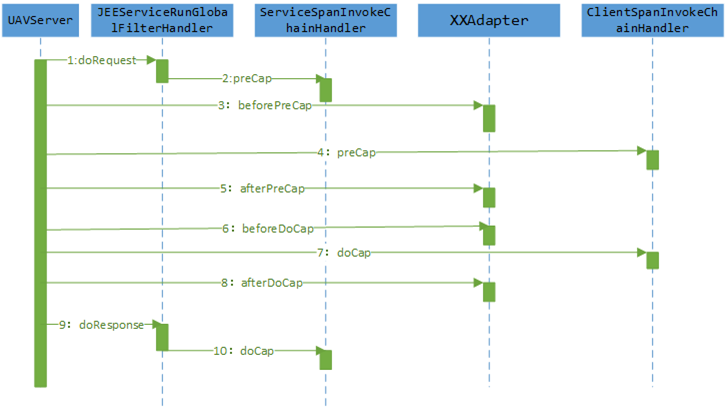 UAVServer
JEEServiceRunGloba
lFilterHandler
ServiceSpanInvokeC
hainHandler
XXAdapter
ClientSpanInvokeCh
ainHandler
1:doRequest
2:preCap
3: beforePreCap
4: preCap
5: afterPreCap
6: beforeDoCap
7: doCap
8: afterDoCap
9: doResponse
10: doCap